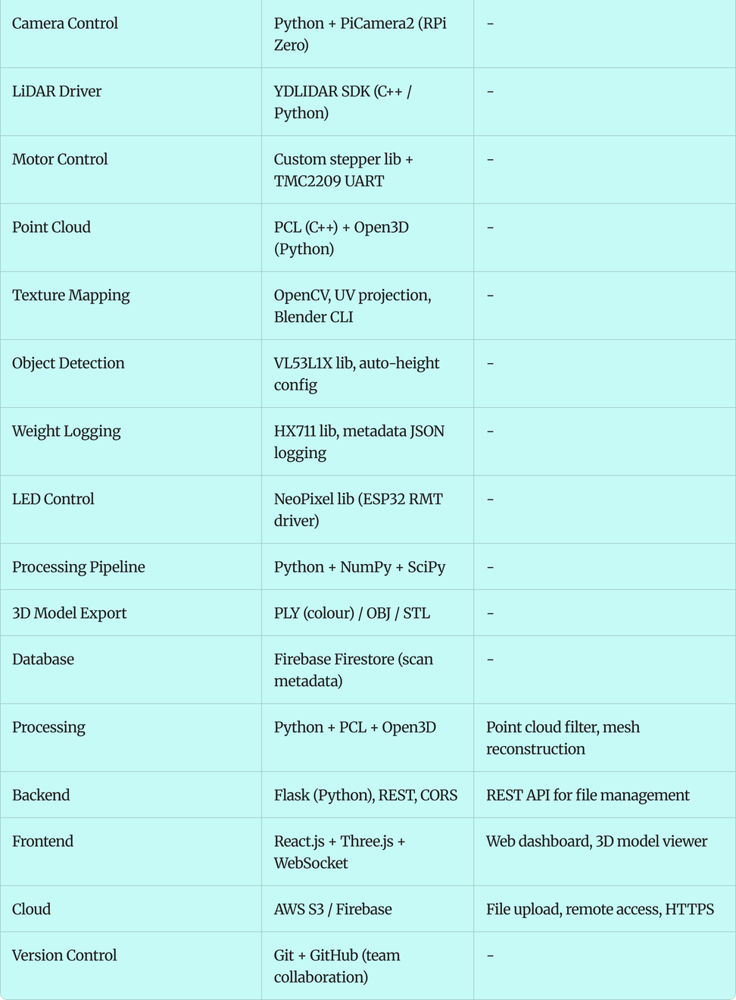 Camera Control
Python + PiCamera2 (RPi
Zero)
-
LiDAR Driver
YDLIDAR SDK (C++ /
Python)
-
Motor Control
Custom stepper lib +
TMC2209 UART
-
Point Cloud
PCL (C++) + Open3D
(Python)
-
Texture Mapping
OpenCV, UV projection,
Blender CLI
-
Object Detection
VL53L1X lib, auto-height
config
-
Weight Logging
HX711 lib, metadata JSON
logging
-
LED Control
NeoPixel lib (ESP32 RMT
driver)
-
Processing Pipeline
Python + NumPy + SciPy
-
3D Model Export
PLY (colour) / OBJ / STL
-
Database
Firebase Firestore (scan
metadata)
-
Processing
Python + PCL + Open3D
Point cloud filter, mesh
reconstruction
Backend
Flask (Python), REST, CORS
REST API for file management
Frontend
React.js + Three.js +
WebSocket
Web dashboard, 3D model viewer
Cloud
AWS S3 / Firebase
File upload, remote access, HTTPS
Version Control
Git + GitHub (team
collaboration)
-